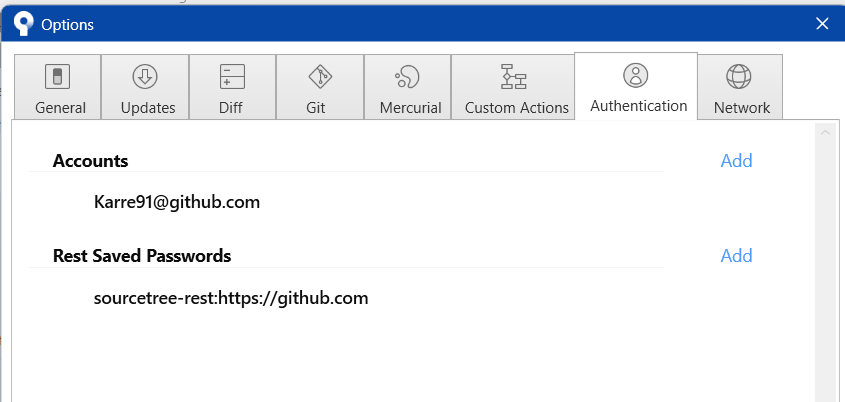 Options
General Updates Diff Git Mercurial Custom Actions Authentication Network
Accounts Add
Karre91@github.com
Rest Saved Passwords Add
sourcetree-rest:https://github.com